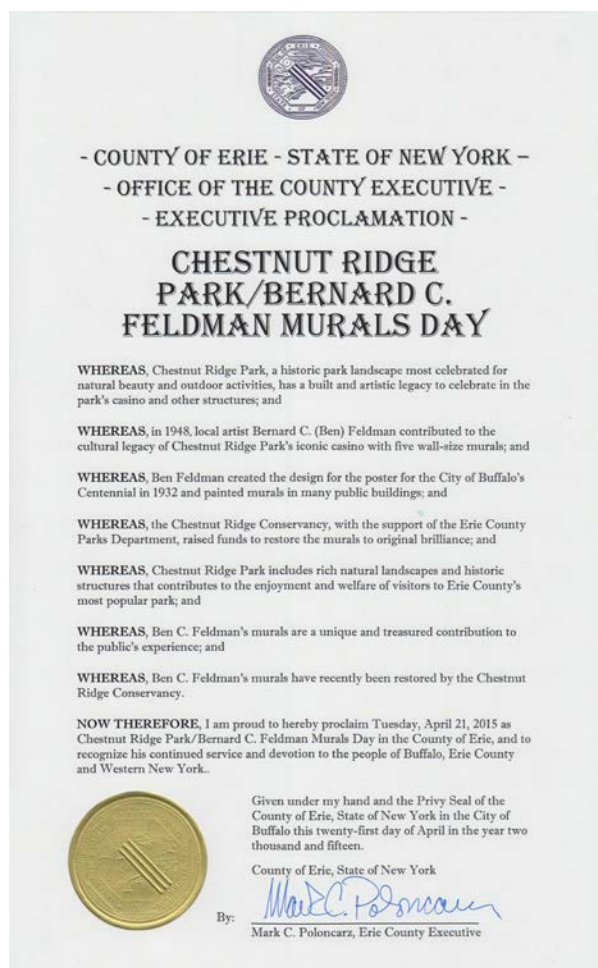 - COUNTY OF ERIE - STATE OF NEW YORK –
- OFFICE OF THE COUNTY EXECUTIVE -
- EXECUTIVE PROCLAMATION -
CHESTNUT RIDGE
PARK/BERNARD C.
FELDMAN MURALS DAY
WHEREAS, Chestnut Ridge Park, a historic park landscape most celebrated for
natural beauty and outdoor activities, has a built and artistic legacy to celebrate in the
park's casino and other structures; and
WHEREAS, in 1948, local artist Bernard C. (Ben) Feldman contributed to the
cultural legacy of Chestnut Ridge Park's iconic casino with five wall-size murals; and
WHEREAS, Ben Feldman created the design for the poster for the City of Buffalo's
Centennial in 1932 and painted murals in many public buildings; and
WHEREAS, the Chestnut Ridge Conservancy, with the support of the Erie County
Parks Department, raised funds to restore the murals to original brilliance; and
WHEREAS, Chestnut Ridge Park includes rich natural landscapes and historic
structures that contributes to the enjoyment and welfare of visitors to Erie County's
most popular park; and
WHEREAS, Ben C. Feldman's murals are a unique and treasured contribution to
the public's experience; and
WHEREAS, Ben C. Feldman's murals have recently been restored by the Chestnut
Ridge Conservancy.
NOW THEREFORE, I am proud to hereby proclaim Tuesday, April 21, 2015 as
Chestnut Ridge Park/Bernard C. Feldman Murals Day in the County of Erie, and to
recognize his continued service and devotion to the people of Buffalo, Erie County
and Western New York..
Given under my hand and the Privy Seal of the
County of Erie, State of New York in the City of
Buffalo this twenty-first day of April in the year two
thousand and fifteen.
County of Erie, State of New York
By: Mark C. Poloncarz
Mark C. Poloncarz, Erie County Executive